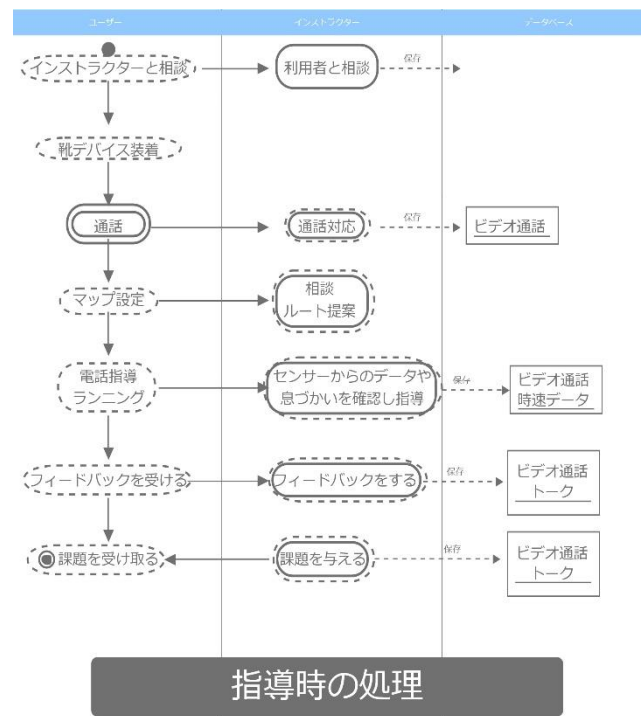 ユーザー
インストラクター
データベース
インストラクターと相談
利用者と相談
保存
靴デバイス装着
通話
通話対応
保存
ビデオ通話
マップ設定
相談
ルート提案
電話指導
ランニング
センサーからのデータや
息づかいを確認し指導
保存
ビデオ通話
時速データ
フィードバックを受ける
フィードバックをする
保存
ビデオ通話
トーク
課題を受け取る
課題を与える
保存
ビデオ通話
トーク
指導時の処理